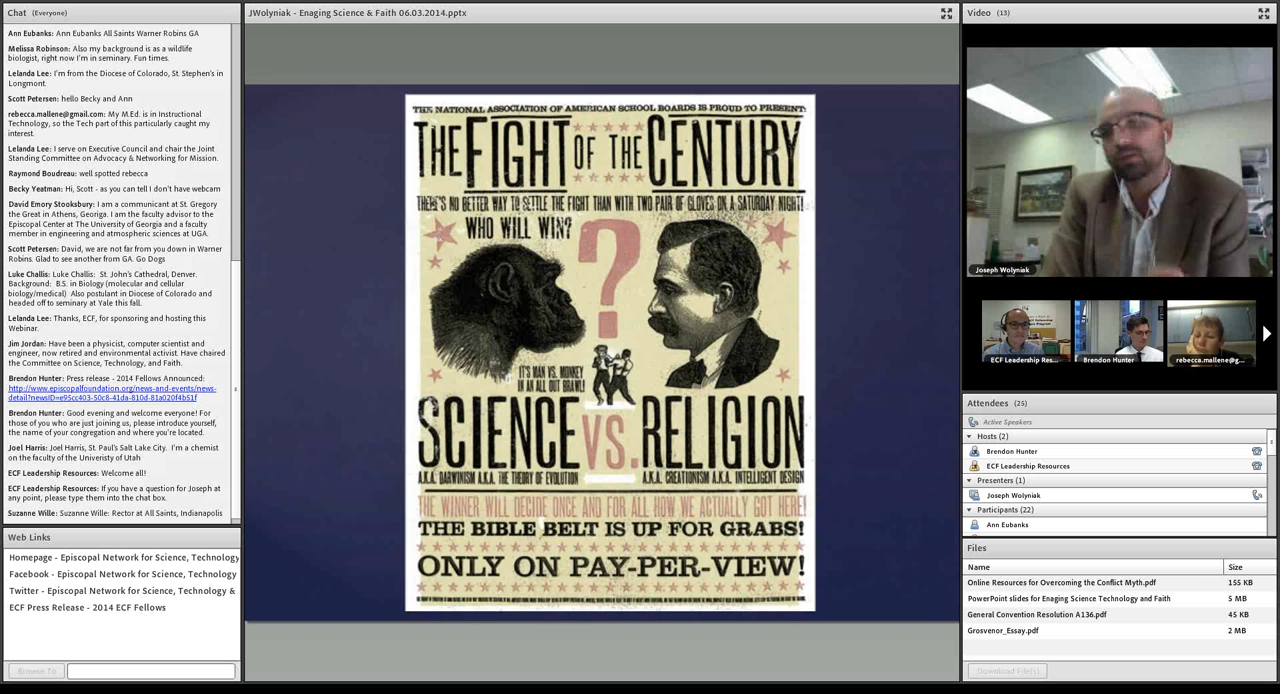 Chat (Everyone)
Ann Eubanks: Ann Eubanks All Saints Warner Robins GA
Melissa Robinson: Also my background is as a wildlife
biologist, right now I'm in seminary. Fun times.
Lelanda Lee: I'm from the Diocese of Colorado, St. Stephen's in
Longmont.
Scott Petersen: hello Becky and Ann
rebecca.mallene@gmail.com: My M.Ed. is in Instructional
Technology, so the Tech part of this particularly caught my
interest.
Lelanda Lee: I serve on Executive Council and chair the Joint
Standing Committee on Advocacy & Networking for Mission.
Raymond Boudreau: well spotted rebecca
Becky Yeatman: Hi, Scott - as you can tell I don't have webcam
David Emory Stooksbury: I am a communicant at St. Gregory
the Great in Athens, Georiga. I am the faculty advisor to the
Episcopal Center at The University of Georgia and a faculty
member in engineering and atmospheric sciences at UGA.
Scott Petersen: David, we are not far from you down in Warner
Robins. Glad to see another from GA. Go Dogs
Luke Challis: Luke Challis: St. John's Cathedral, Denver.
Background: B.S. in Biology (molecular and cellular
biology/medical) Also postulant in Diocese of Colorado and
headed off to seminary at Yale this fall.
Lelanda Lee: Thanks, ECF, for sponsoring and hosting this
Webinar.
Jim Jordan: Have been a physicist, computer scientist and
engineer, now retired and environmental activist. Have chaired
the Committee on Science, Technology, and Faith.
Brendon Hunter: Press release - 2014 Fellows Announced:
http://www.episcopalfoundation.org/news-and-events/news-
detail?newsID=e95cc403-50c8-41da-810d-81a020f4b51f
Brendon Hunter: Good evening and welcome everyone! For
those of you who are just joining us, please introduce yourself,
the name of your congregation and where you're located.
Joel Harris: Joel Harris, St. Paul's Salt Lake City. I'm a chemist
on the faculty of the Univeristy of Utah
ECF Leadership Resources: Welcome all!
ECF Leadership Resources: If you have a question for Joseph at
any point, please type them into the chat box.
Suzanne Wille: Suzanne Wille: Rector at All Saints, Indianapolis
Web Links
Homepage - Episcopal Network for Science, Technology
Facebook - Episcopal Network for Science, Technology
Twitter - Episcopal Network for Science, Technology &
ECF Press Release - 2014 ECF Fellows
Browse To
JWolyniak - Enaging Science & Faith 06.03.2014.pptx
THE NATIONAL ASSOCIATION OF AMERICAN SCHOOL BOARDS IS PROUD TO PRESENT:
THE FIGHT OF THE CENTURY
THERE'S NO BETTER WAY TO SETTLE THE FIGHT THAN WITH TWO PAIR OF GLOVES ON A SATURDAY NIGHT!
WHO WILL WIN?
?
IT'S MAN VS. MONKEY
IN AN ALL OUT BRAWL!
SCIENCE VS. RELIGION
A.K.A. DARWINISM A.K.A. THE THEORY OF EVOLUTION
A.K.A. CREATIONISM A.K.A. INTELLIGENT DESIGN
THE WINNER WILL DECIDE ONCE AND FOR ALL HOW WE ACTUALLY GOT HERE!
THE BIBLE BELT IS UP FOR GRABS!
ONLY ON PAY-PER-VIEW!
Video (13)
Joseph Wolyniak
ECF Leadership Res...
Brendon Hunter
rebecca.mallene@g...
Attendees (25)
Active Speakers
Hosts (2)
Brendon Hunter
ECF Leadership Resources
Presenters (1)
Joseph Wolyniak
Participants (22)
Ann Eubanks
Files
Name Size
Online Resources for Overcoming the Conflict Myth.pdf 155 KB
PowerPoint slides for Enaging Science Technology and Faith 5 MB
General Convention Resolution A136.pdf 45 KB
Grosvenor_Essay.pdf 2 MB
Download File(s)